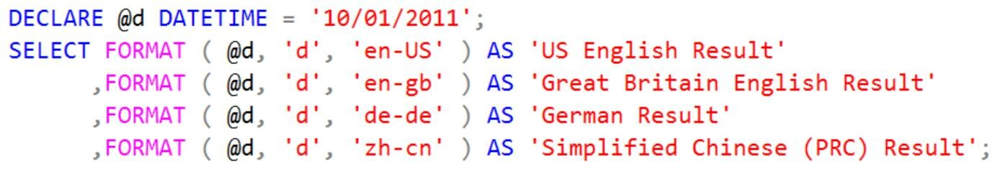 DECLARE @d DATETIME = '10/01/2011';
SELECT FORMAT ( @d, 'd', 'en-US' ) AS 'US English Result'
,FORMAT ( @d, 'd', 'en-gb' ) AS 'Great Britain English Result'
,FORMAT ( @d, 'd', 'de-de' ) AS 'German Result'
,FORMAT ( @d, 'd', 'zh-cn' ) AS 'Simplified Chinese (PRC) Result';